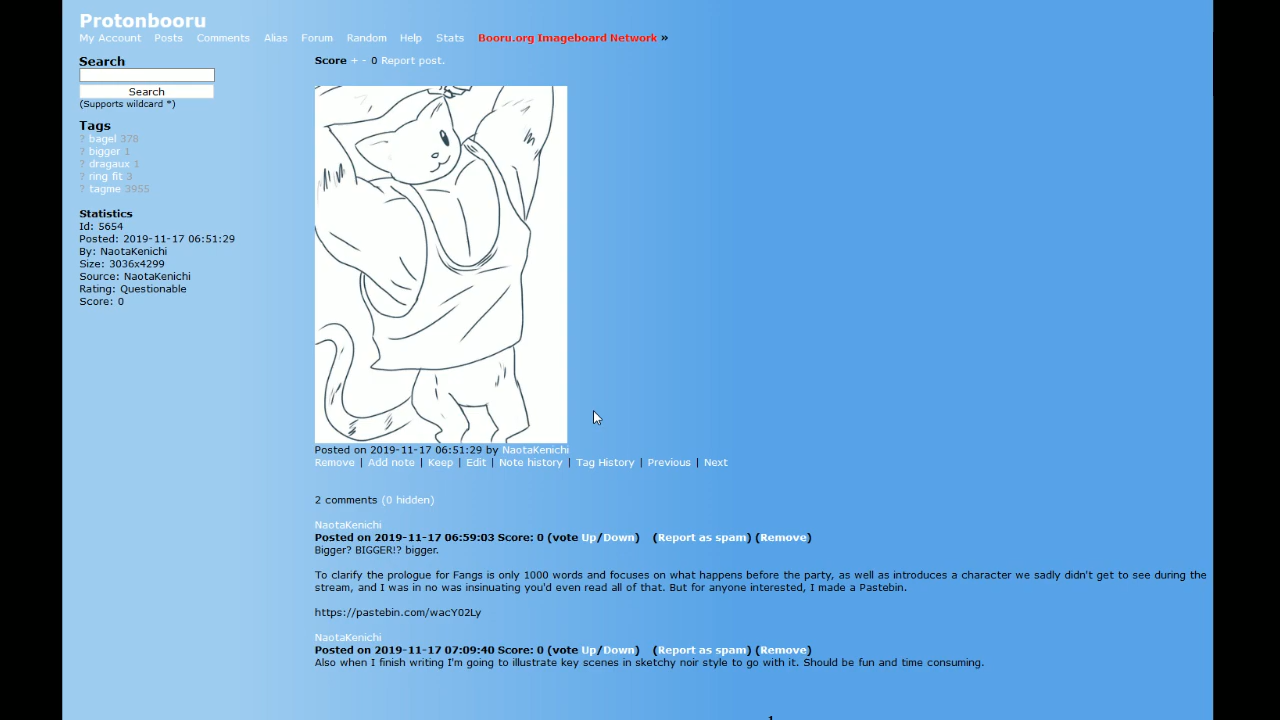 Protonbooru
My Account Posts Comments Alias Forum Random Help Stats Booru.org Imageboard Network »
Search
Search
(Supports wildcard *)
Tags
? bagel 378
? bigger 1
? dragaux 1
? ring fit 3
? tagme 3955
Statistics
Id: 5654
Posted: 2019-11-17 06:51:29
By: NaotaKenichi
Size: 3036x4299
Source: NaotaKenichi
Rating: Questionable
Score: 0
Score + - 0 Report post.
Posted on 2019-11-17 06:51:29 by NaotaKenichi
Remove | Add note | Keep | Edit | Note history | Tag History | Previous | Next
2 comments (0 hidden)
NaotaKenichi
Posted on 2019-11-17 06:59:03 Score: 0 (vote Up/Down) (Report as spam) (Remove)
Bigger? BIGGER!? bigger.
To clarify the prologue for Fangs is only 1000 words and focuses on what happens before the party, as well as introduces a character we sadly didn't get to see during the
stream, and I was in no was insinuating you'd even read all of that. But for anyone interested, I made a Pastebin.
https://pastebin.com/wacY02Ly
NaotaKenichi
Posted on 2019-11-17 07:09:40 Score: 0 (vote Up/Down) (Report as spam) (Remove)
Also when I finish writing I'm going to illustrate key scenes in sketchy noir style to go with it. Should be fun and time consuming.